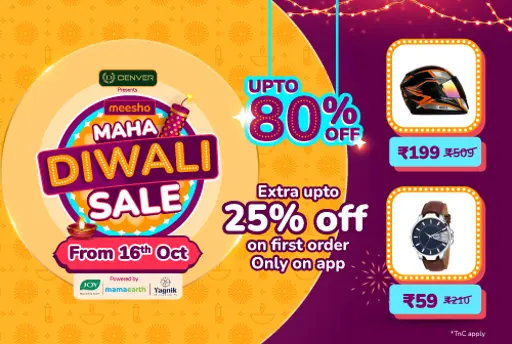 DENVER
Presents
meesho
MAHA
DIWALI
SALE
From 16th Oct
Powered by
JOY
mamaearth
Yagnik
UPTO
80%
OFF
Extra upto
25% off
on first order
Only on app
₹199 ₹509
₹59 ₹210
*TnC apply